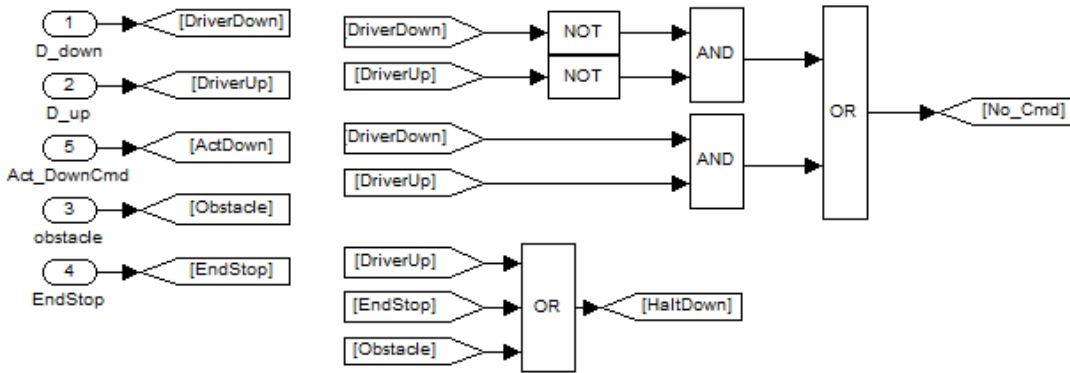 1
[DriverDown]
D_down
2
[DriverUp]
D_up
5
[ActDown]
Act_DownCmd
3
[Obstacle]
obstacle
4
[EndStop]
EndStop
[DriverDown]
NOT
[DriverUp]
NOT
AND
[DriverDown]
[DriverUp]
AND
OR
[No_Cmd]
[DriverUp]
[EndStop]
[Obstacle]
OR
[HaltDown]